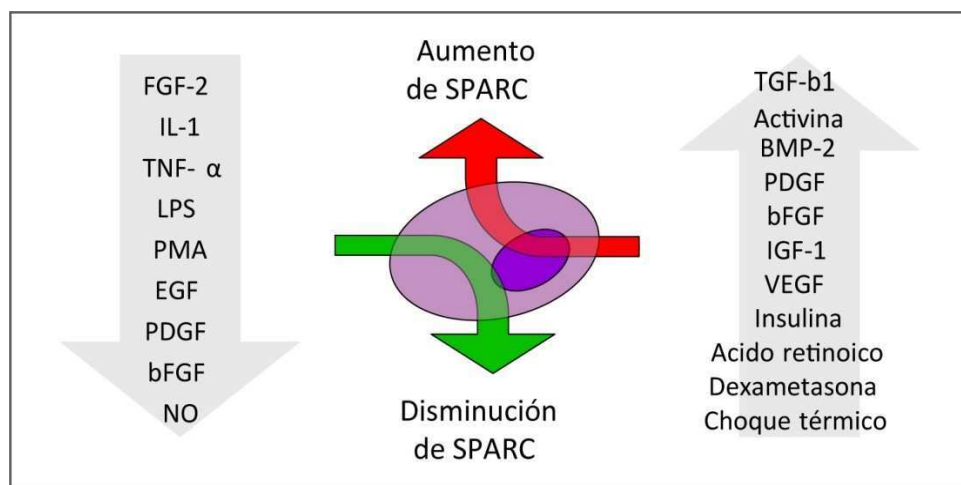 FGF-2
IL-1
TNF- α
LPS
PMA
EGF
PDGF
bFGF
NO
Aumento
de SPARC
Disminución
de SPARC
TGF-b1
Activina
BMP-2
PDGF
bFGF
IGF-1
VEGF
Insulina
Acido retinoico
Dexametasona
Choque térmico